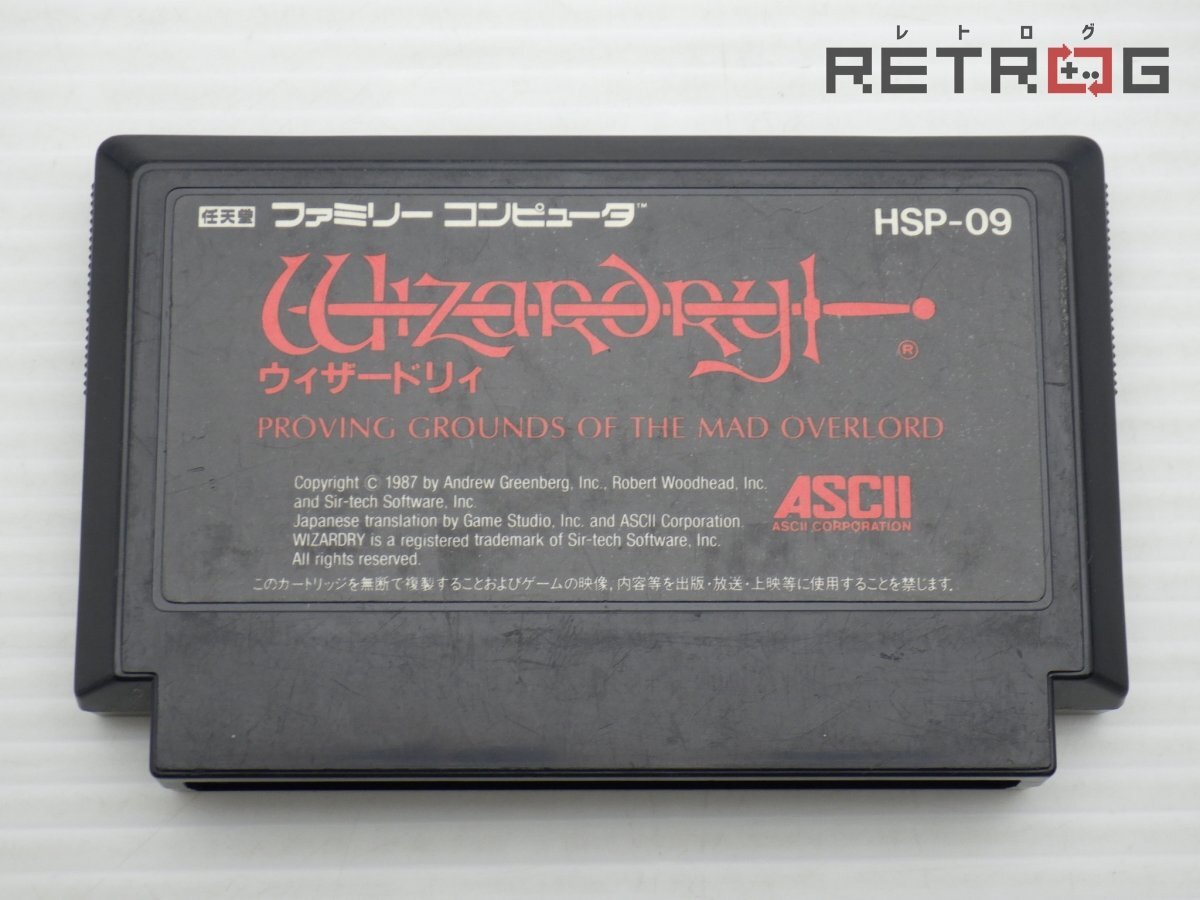 レトログ
RETROG
任天堂 ファミリー コンピュータ™ HSP-09
Wizardry
®
ウィザードリィ
PROVING GROUNDS OF THE MAD OVERLORD
Copyright © 1987 by Andrew Greenberg, Inc., Robert Woodhead, Inc.
and Sir-tech Software, Inc.
Japanese translation by Game Studio, Inc. and ASCII Corporation.
WIZARDRY is a registered trademark of Sir-tech Software, Inc.
All rights reserved.
ASCII
ASCII CORPORATION
このカートリッジを無断で複製することおよびゲームの映像，内容等を出版・放送・上映等に使用することを禁じます．